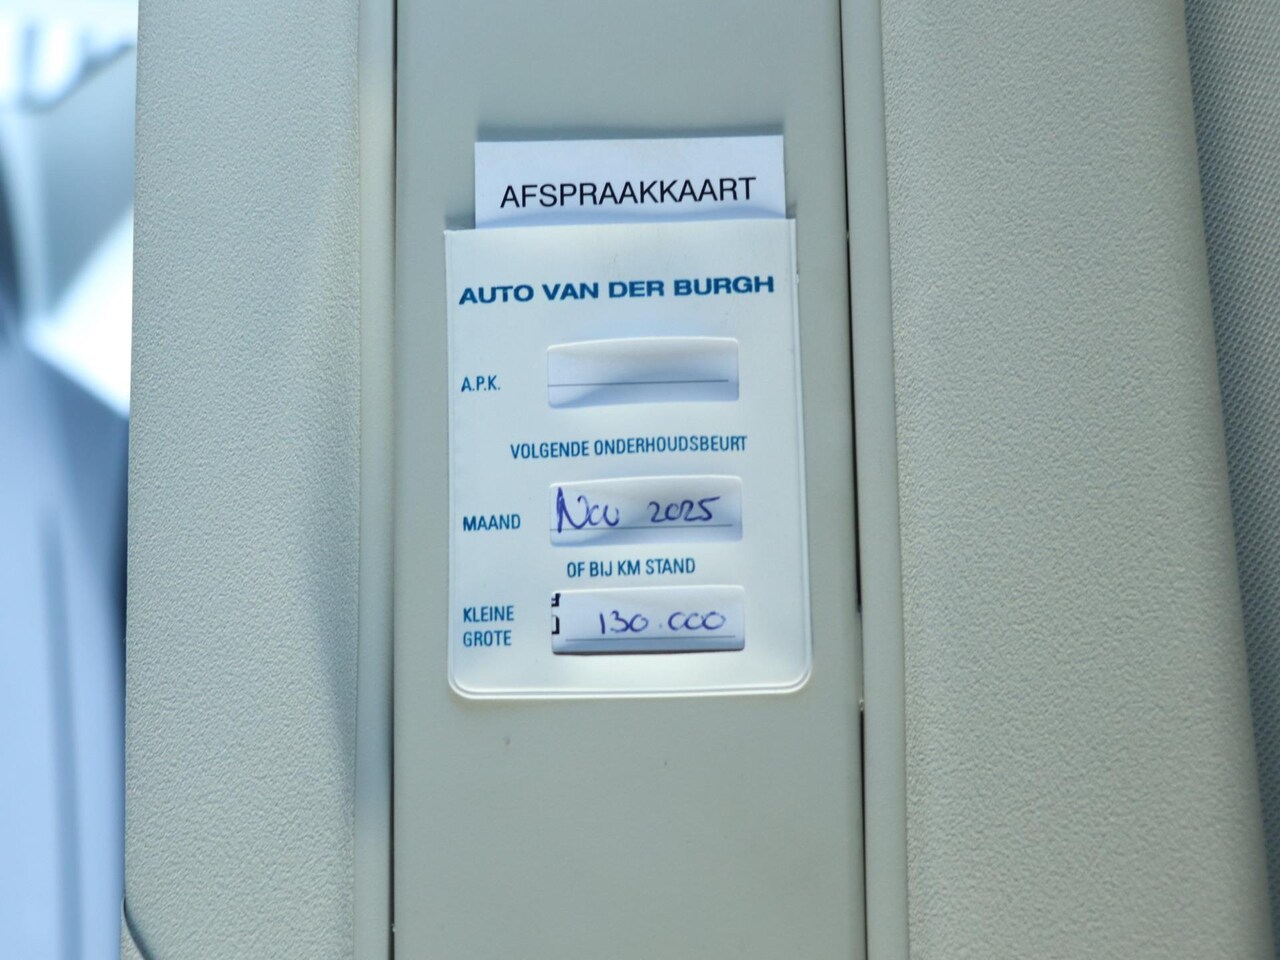 AFSPRAAKKAART
AUTO VAN DER BURGH
A.P.K.
VOLGENDE ONDERHOUDSBEURT
MAAND Nov 2025
OF BIJ KM STAND
KLEINE
GROTE 130.000